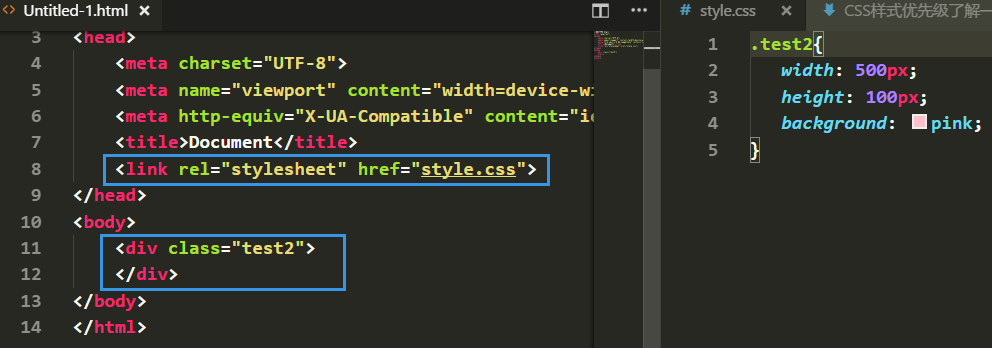 Untitled-1.html
3 <head>
4 <meta charset="UTF-8">
5 <meta name="viewport" content="width=device-wi
6 <meta http-equiv="X-UA-Compatible" content="ie
7 <title>Document</title>
8 <link rel="stylesheet" href="style.css">
9 </head>
10 <body>
11 <div class="test2">
12 </div>
13 </body>
14 </html>
# style.css
CSS样式优先级了解一
1 .test2{
2 width: 500px;
3 height: 100px;
4 background: pink;
5 }